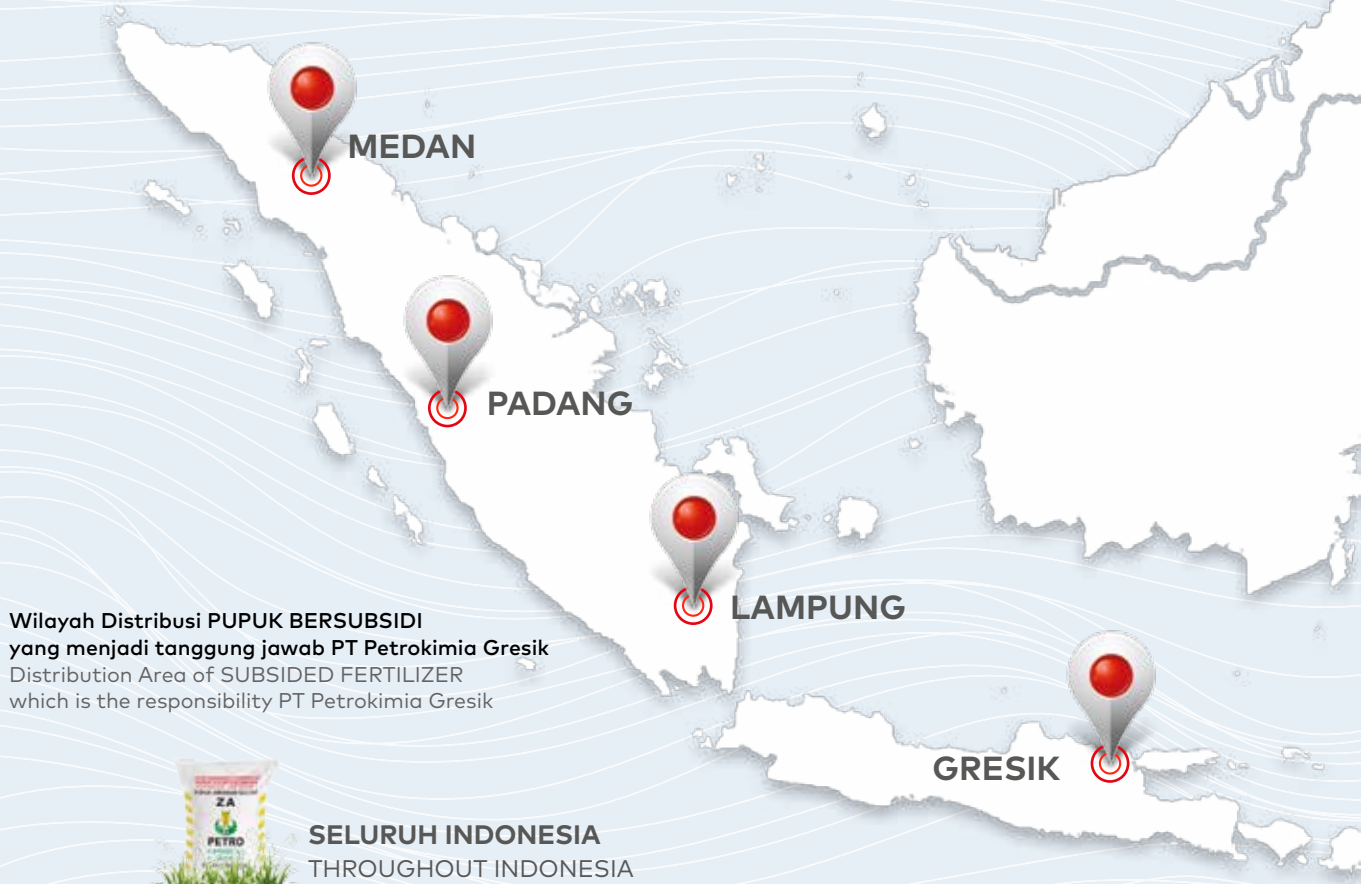 MEDAN
PADANG
LAMPUNG
Wilayah Distribusi PUPUK BERSUBSIDI
yang menjadi tanggung jawab PT Petrokimia Gresik
Distribution Area of SUBSIDED FERTILIZER
which is the responsibility PT Petrokimia Gresik
GRESIK
ZA
PETRO
SELURUH INDONESIA
THROUGHOUT INDONESIA